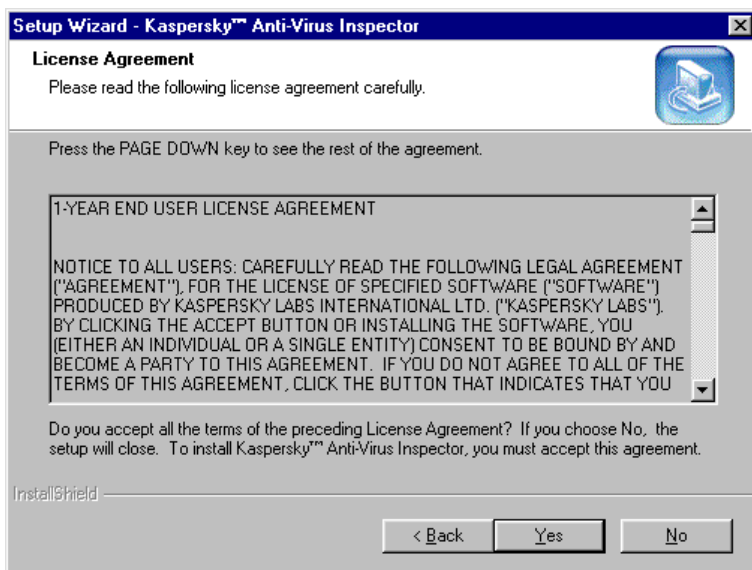 Setup Wizard - Kaspersky™ Anti-Virus Inspector
License Agreement
Please read the following license agreement carefully.
Press the PAGE DOWN key to see the rest of the agreement.
1-YEAR END USER LICENSE AGREEMENT
NOTICE TO ALL USERS: CAREFULLY READ THE FOLLOWING LEGAL AGREEMENT
("AGREEMENT"), FOR THE LICENSE OF SPECIFIED SOFTWARE ("SOFTWARE")
PRODUCED BY KASPERSKY LABS INTERNATIONAL LTD. ("KASPERSKY LABS").
BY CLICKING THE ACCEPT BUTTON OR INSTALLING THE SOFTWARE, YOU
(EITHER AN INDIVIDUAL OR A SINGLE ENTITY) CONSENT TO BE BOUND BY AND
BECOME A PARTY TO THIS AGREEMENT.  IF YOU DO NOT AGREE TO ALL OF THE
TERMS OF THIS AGREEMENT, CLICK THE BUTTON THAT INDICATES THAT YOU
Do you accept all the terms of the preceding License Agreement?  If you choose No,  the
setup will close.  To install Kaspersky™ Anti-Virus Inspector, you must accept this agreement.
InstallShield
< Back
Yes
No